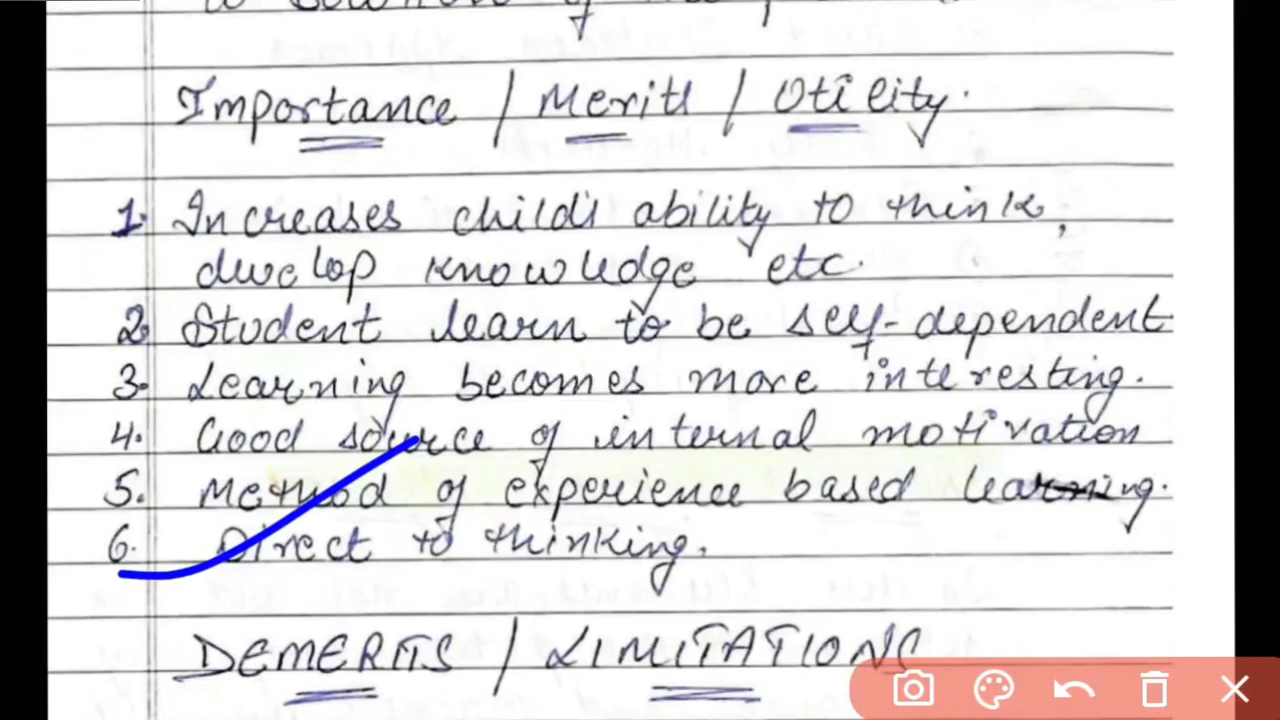 Importance / Merits / Utility.
1. Increases child's ability to think,
develop knowledge etc.
2. Student learn to be self-dependent
3. Learning becomes more interesting.
4. Good source of internal motivation
5. Method of experience based learning.
6. Direct to thinking.
DEMERITS / LIMITATIONS